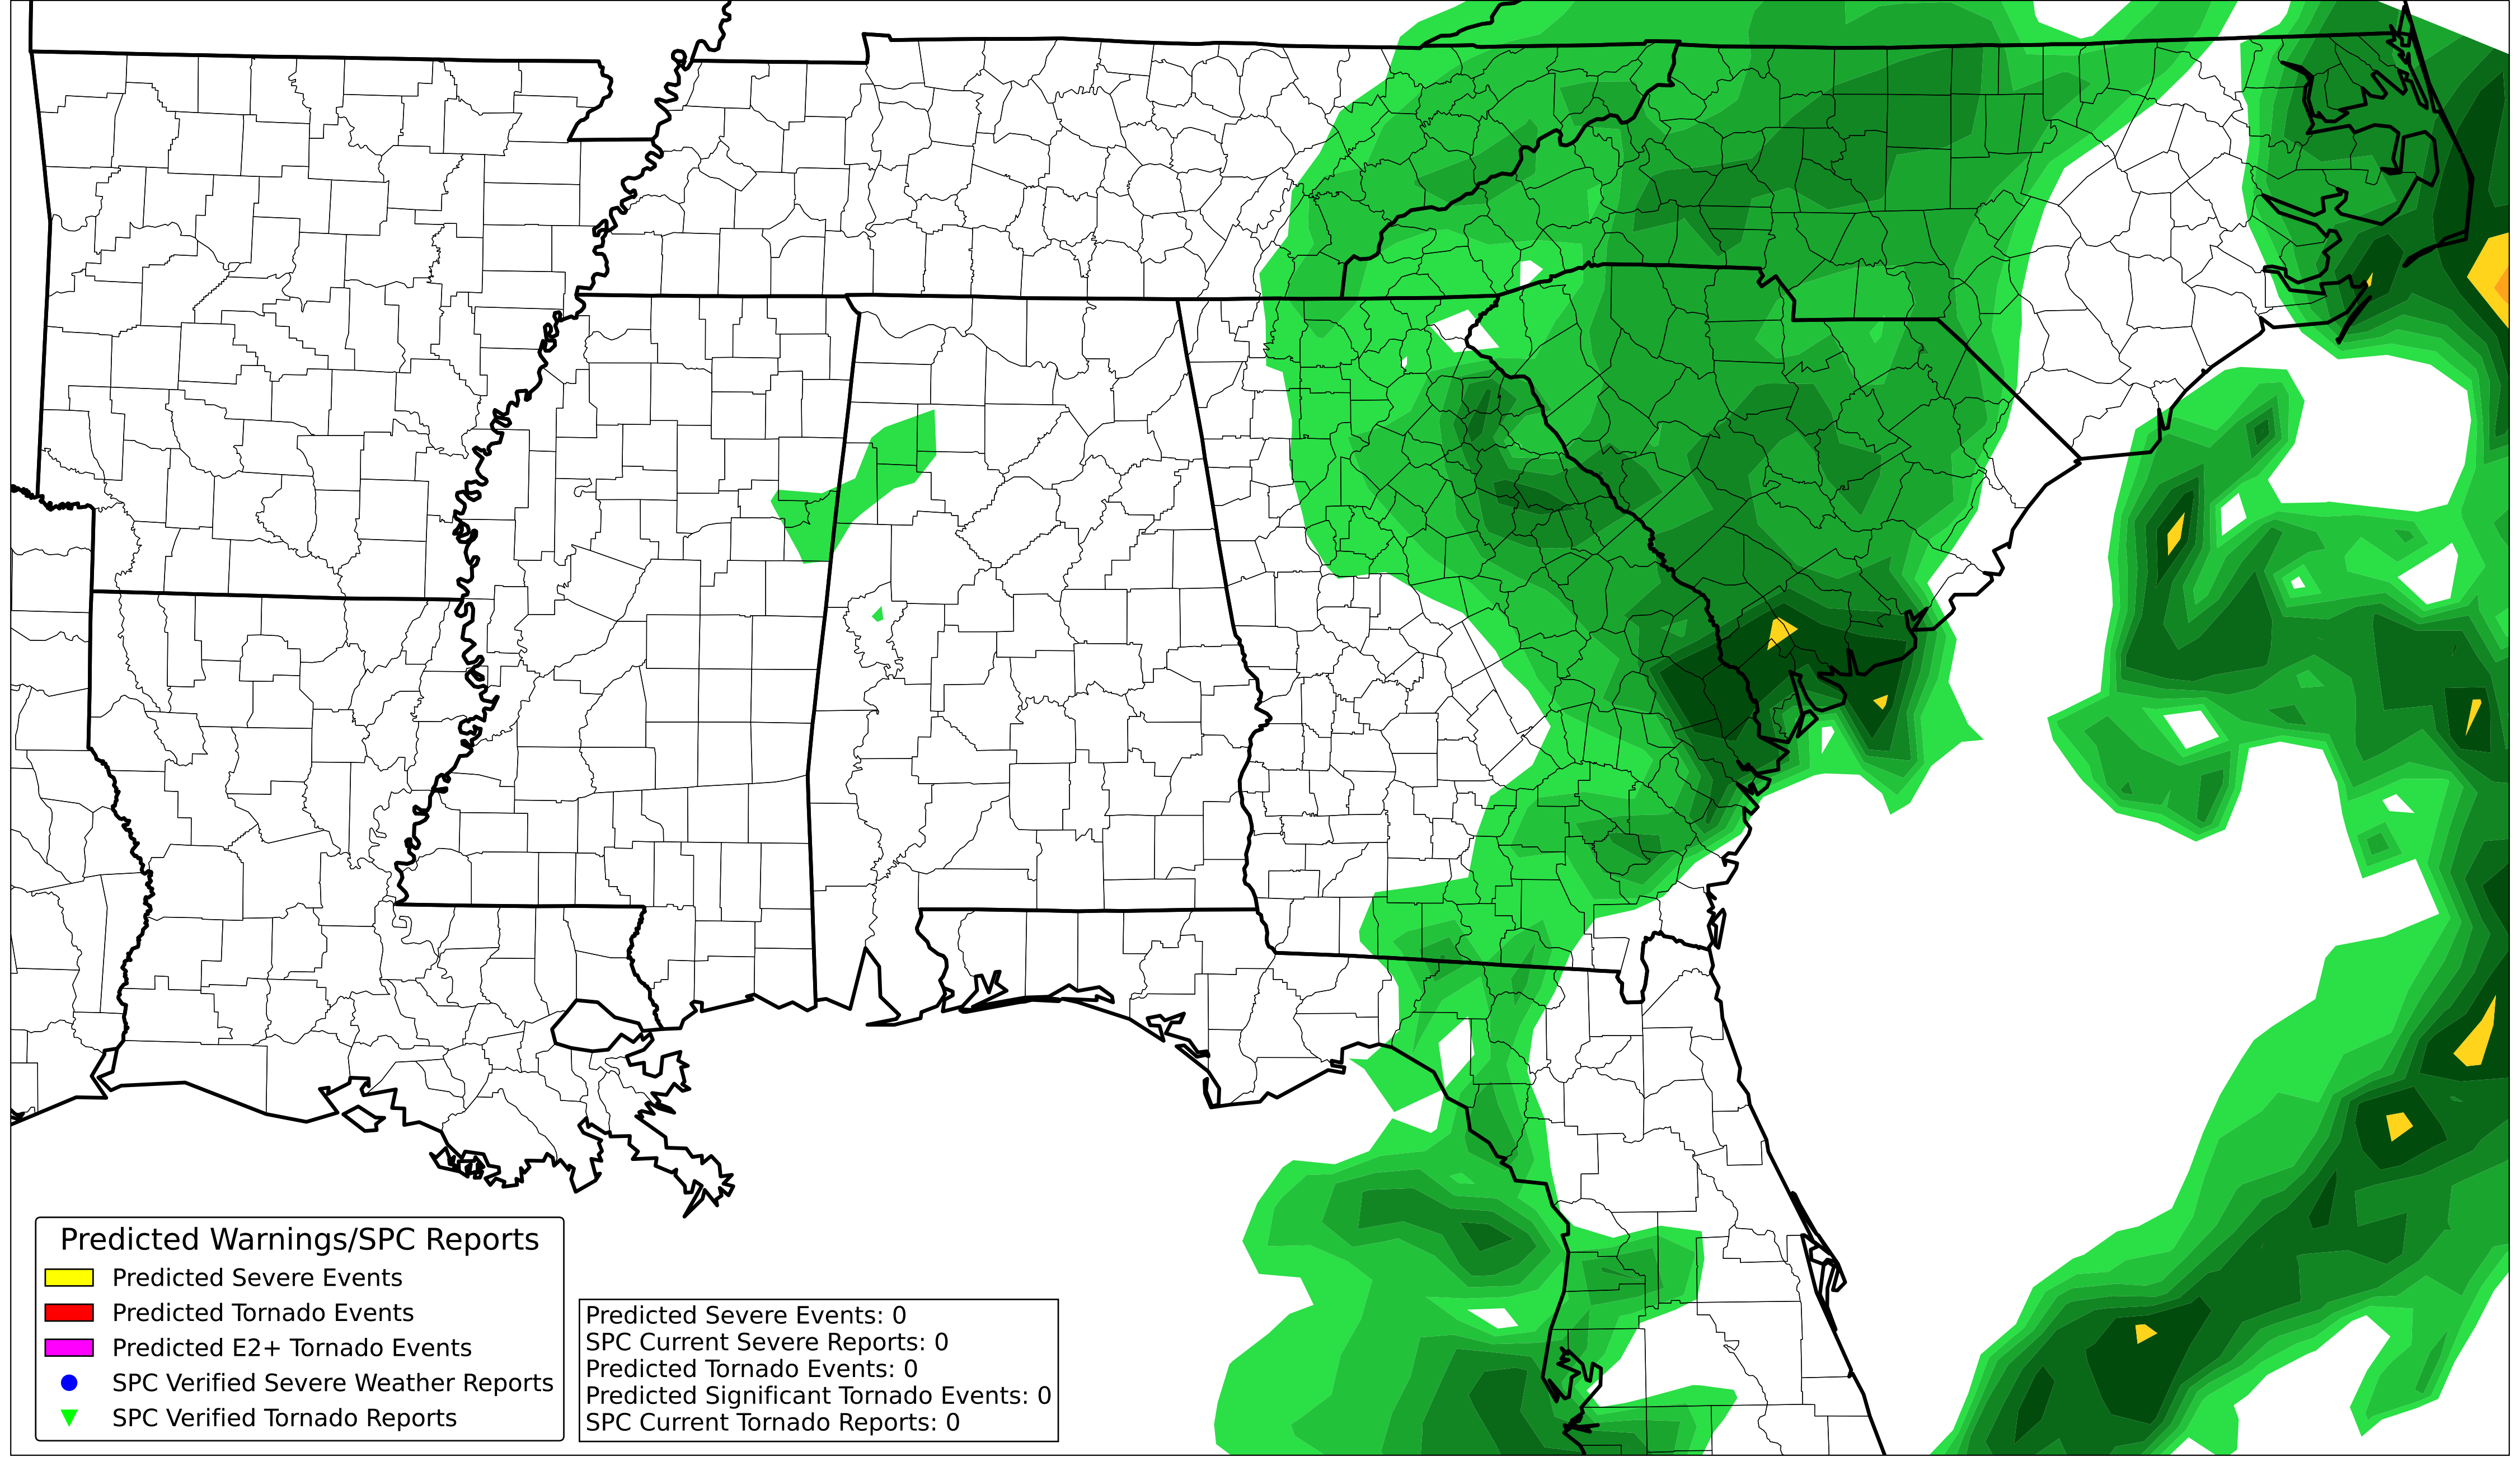 Predicted Warnings/SPC Reports
Predicted Severe Events
Predicted Tornado Events
Predicted E2+ Tornado Events
SPC Verified Severe Weather Reports
SPC Verified Tornado Reports
Predicted Severe Events: 0
SPC Current Severe Reports: 0
Predicted Tornado Events: 0
Predicted Significant Tornado Events: 0
SPC Current Tornado Reports: 0